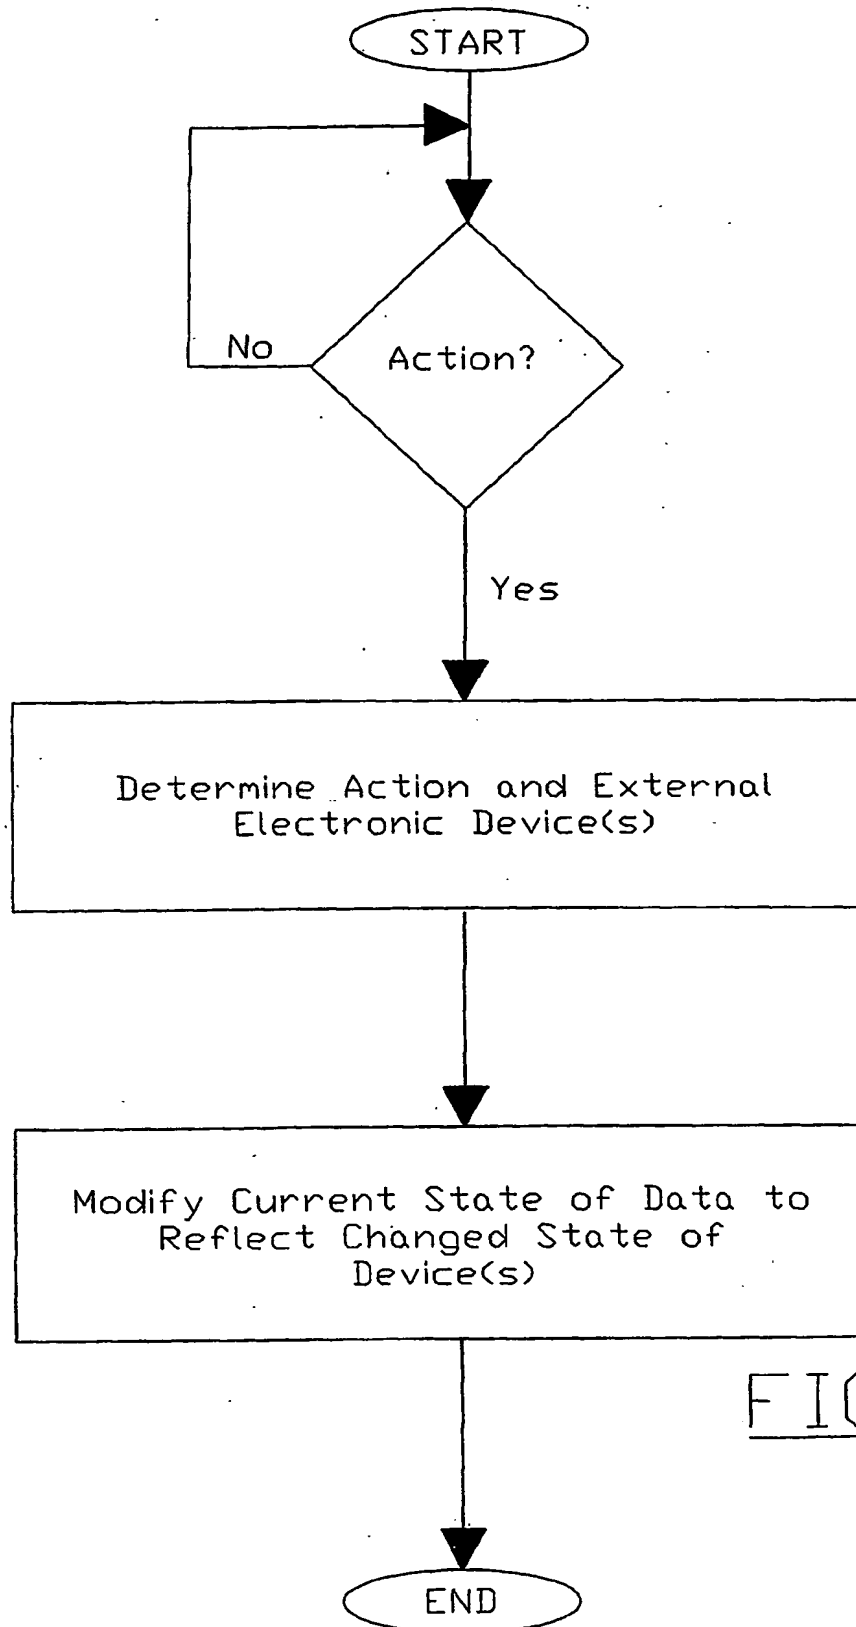 START
No
Action?
Yes
Determine Action and External
Electronic Device(s)
Modify Current State of Data to
Reflect Changed State of
Device(s)
END